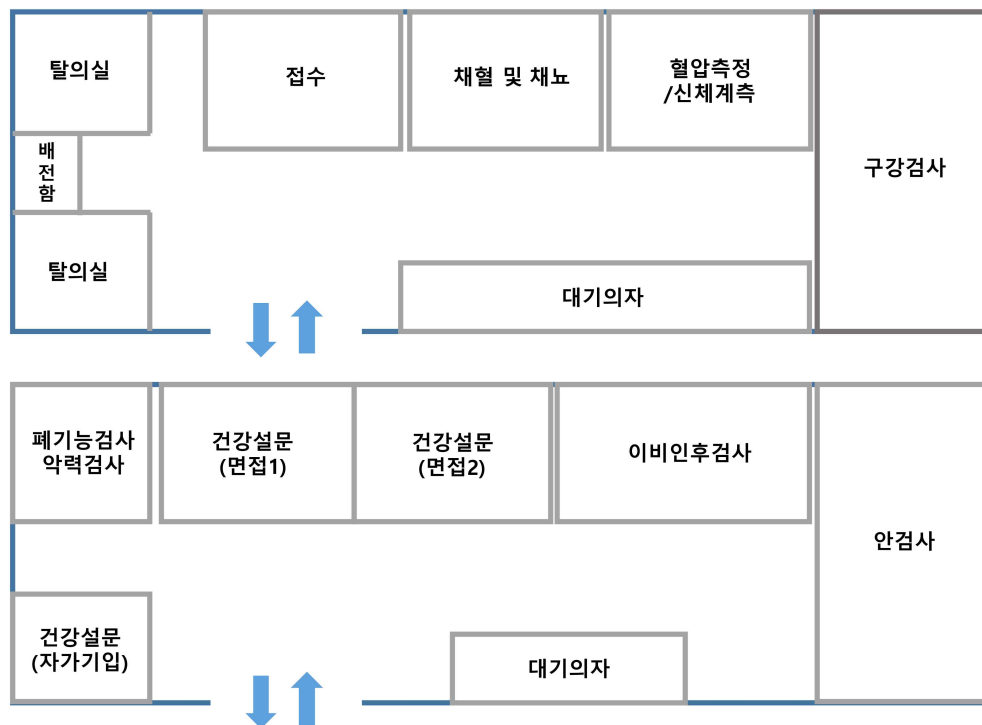 탈의실
접수
채혈 및 채뇨
혈압측정
/신체계측
구강검사
배
전
함
탈의실
대기의자
폐기능검사
악력검사
건강설문
(면접1)
건강설문
(면접2)
이비인후검사
안검사
건강설문
(자가기입)
대기의자